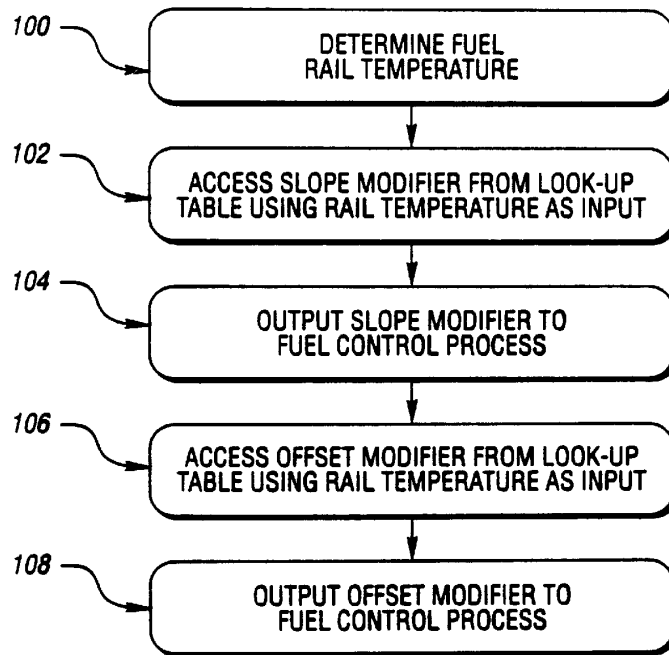 100
DETERMINE FUEL
RAIL TEMPERATURE
102
ACCESS SLOPE MODIFIER FROM LOOK-UP
TABLE USING RAIL TEMPERATURE AS INPUT
104
OUTPUT SLOPE MODIFIER TO
FUEL CONTROL PROCESS
106
ACCESS OFFSET MODIFIER FROM LOOK-UP
TABLE USING RAIL TEMPERATURE AS INPUT
108
OUTPUT OFFSET MODIFIER TO
FUEL CONTROL PROCESS